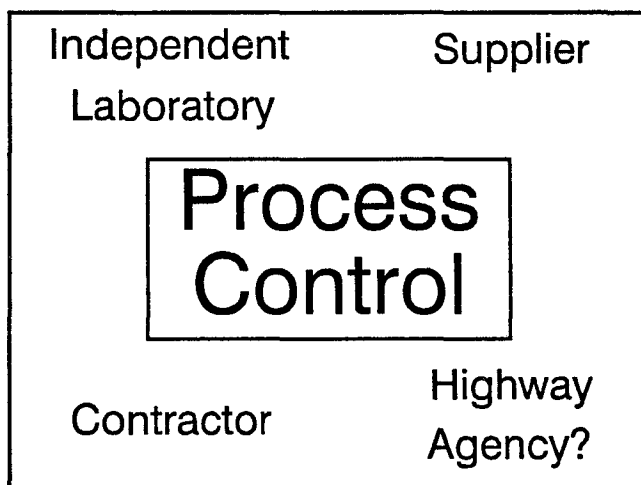 Independent
Laboratory
Supplier
Process
Control
Contractor
Highway
Agency?